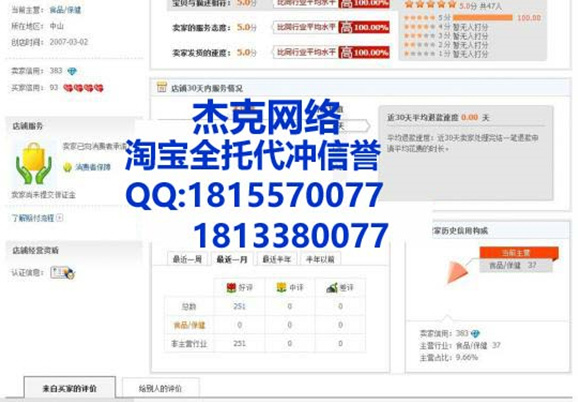 当前主营: 食品/保健
所在地区: 中山
创店时间: 2007-03-02
卖家信用: 383
买家信用: 93
店铺服务
卖家已向消费者承诺
消费者保障
卖家尚未提交保证金
了解赔付流程
店铺经营资质
认证信息:
宝贝与描述相符: 5.0分 比同行业平均水平 高 100.00%
卖家的服务态度: 5.0分 比同行业平均水平 高 100.00%
卖家发货的速度: 5.0分 比同行业平均水平 高 100.00%
5.0分 共47人
5分 100.00
4分 暂无人打分
3分 暂无人打分
2分 暂无人打分
1分 暂无人打分
店铺30天内服务情况
近30天平均退款速度 0.00 天
平均退款速度: 近30天卖家处理完结一笔退款申
请平均花费的时长。
杰克网络
淘宝全托代冲信誉
QQ:1815570077
1813380077
最近一周 最近一月 最近半年 半年以前
好评 中评 差评
总数 251 0 0
食品/保健 0 0 0
非主营行业 251 0 0
家历史信用构成
当前主营
食品/保健 37
卖家信用: 383
主营行业: 食品/保健 37
主营占比: 9.66%
来自买家的评价 给别人的评价